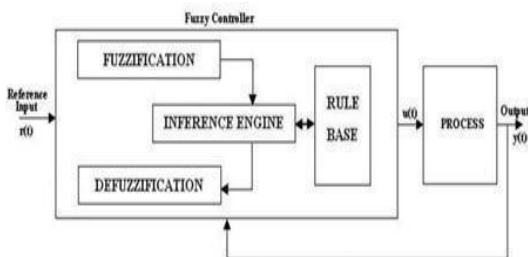 Fuzzy Controller
FUZZIFICATION
Reference
Input
r(t)
INFERENCE ENGINE
RULE
BASE
DEFUZZIFICATION
u(t)
PROCESS
Output
y(t)